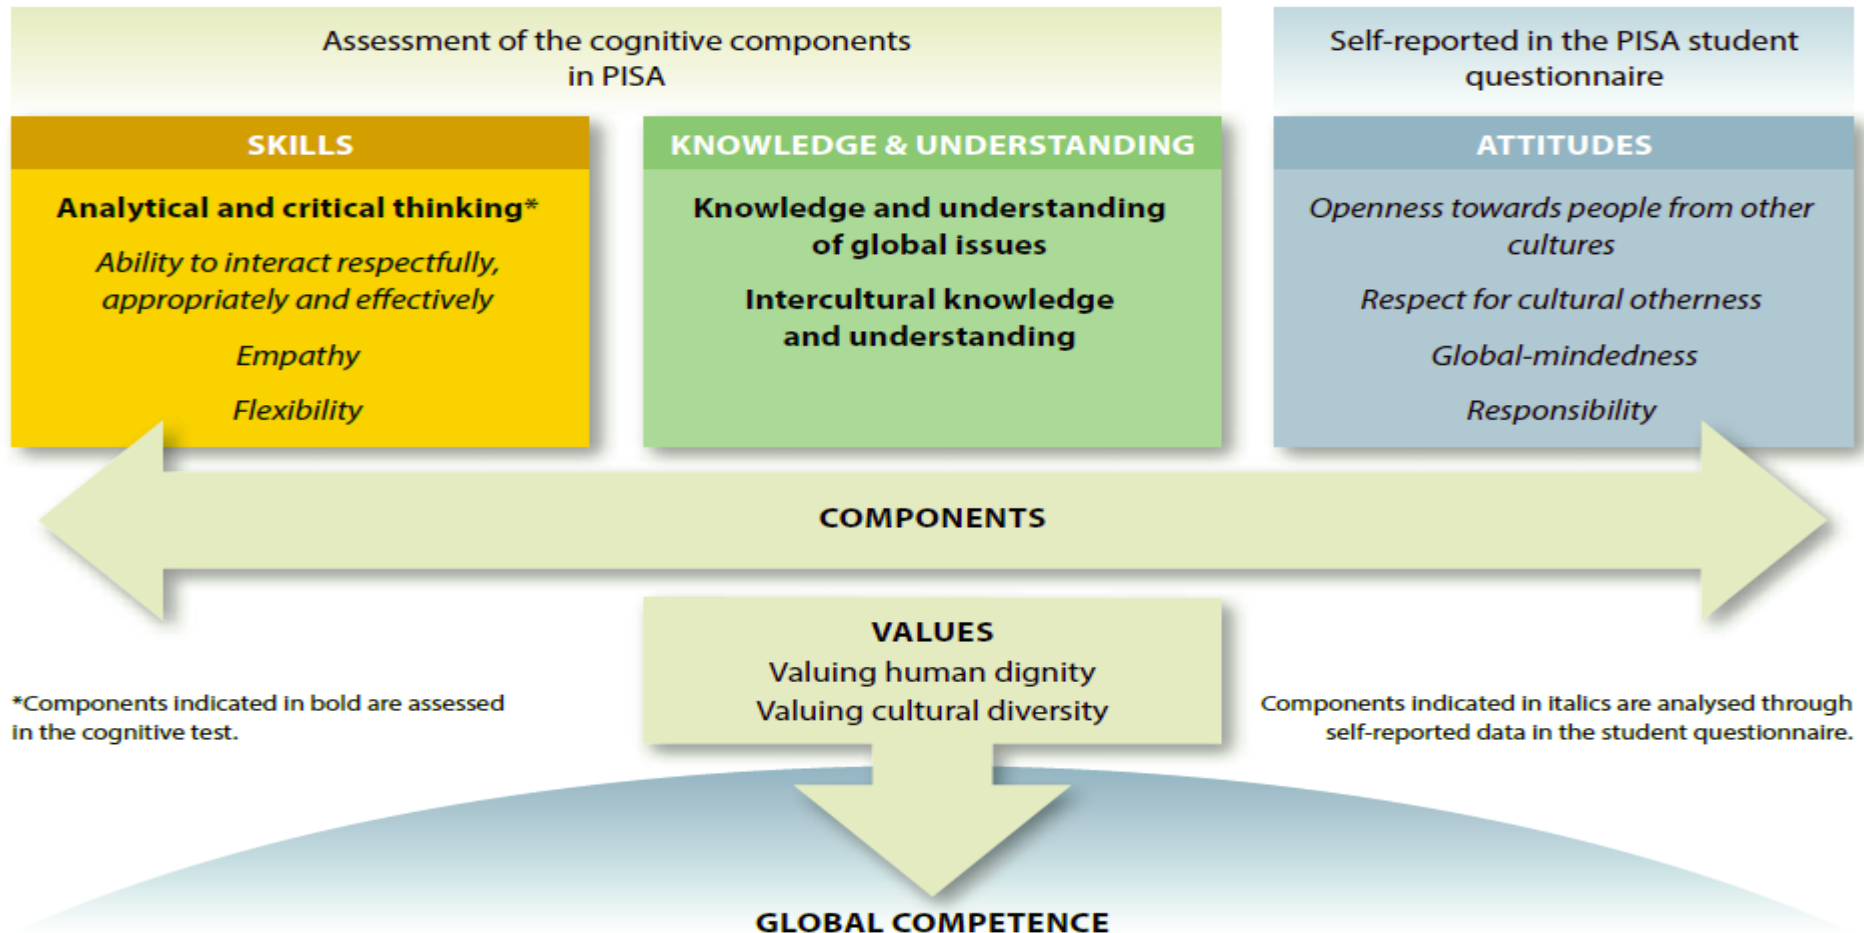 Assessment of the cognitive components
in PISA
Self-reported in the PISA student
questionnaire
SKILLS
Analytical and critical thinking*
Ability to interact respectfully,
appropriately and effectively
Empathy
Flexibility
KNOWLEDGE & UNDERSTANDING
Knowledge and understanding
of global issues
Intercultural knowledge
and understanding
ATTITUDES
Openness towards people from other
cultures
Respect for cultural otherness
Global-mindedness
Responsibility
COMPONENTS
VALUES
Valuing human dignity
Valuing cultural diversity
*Components indicated in bold are assessed
in the cognitive test.
Components indicated in italics are analysed through
self-reported data in the student questionnaire.
GLOBAL COMPETENCE